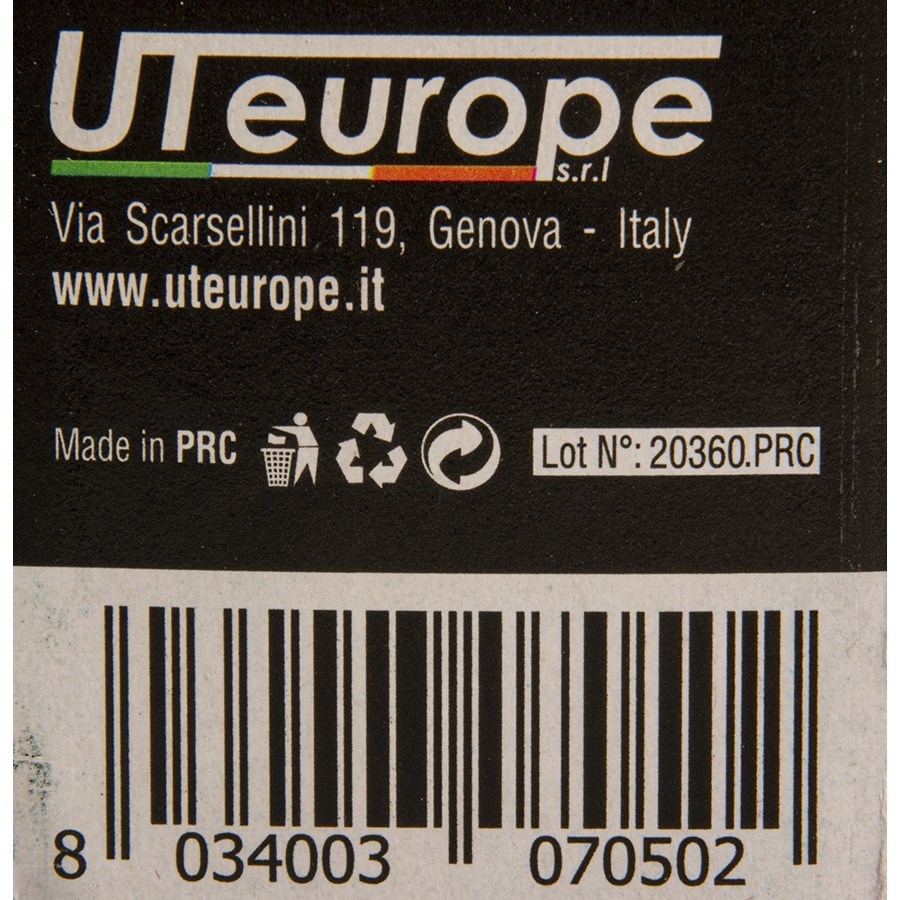 UTeurope
s.r.l
Via Scarsellini 119, Genova - Italy
www.uteurope.it
Made in PRC
Lot N°: 20360.PRC
8 034003 070502